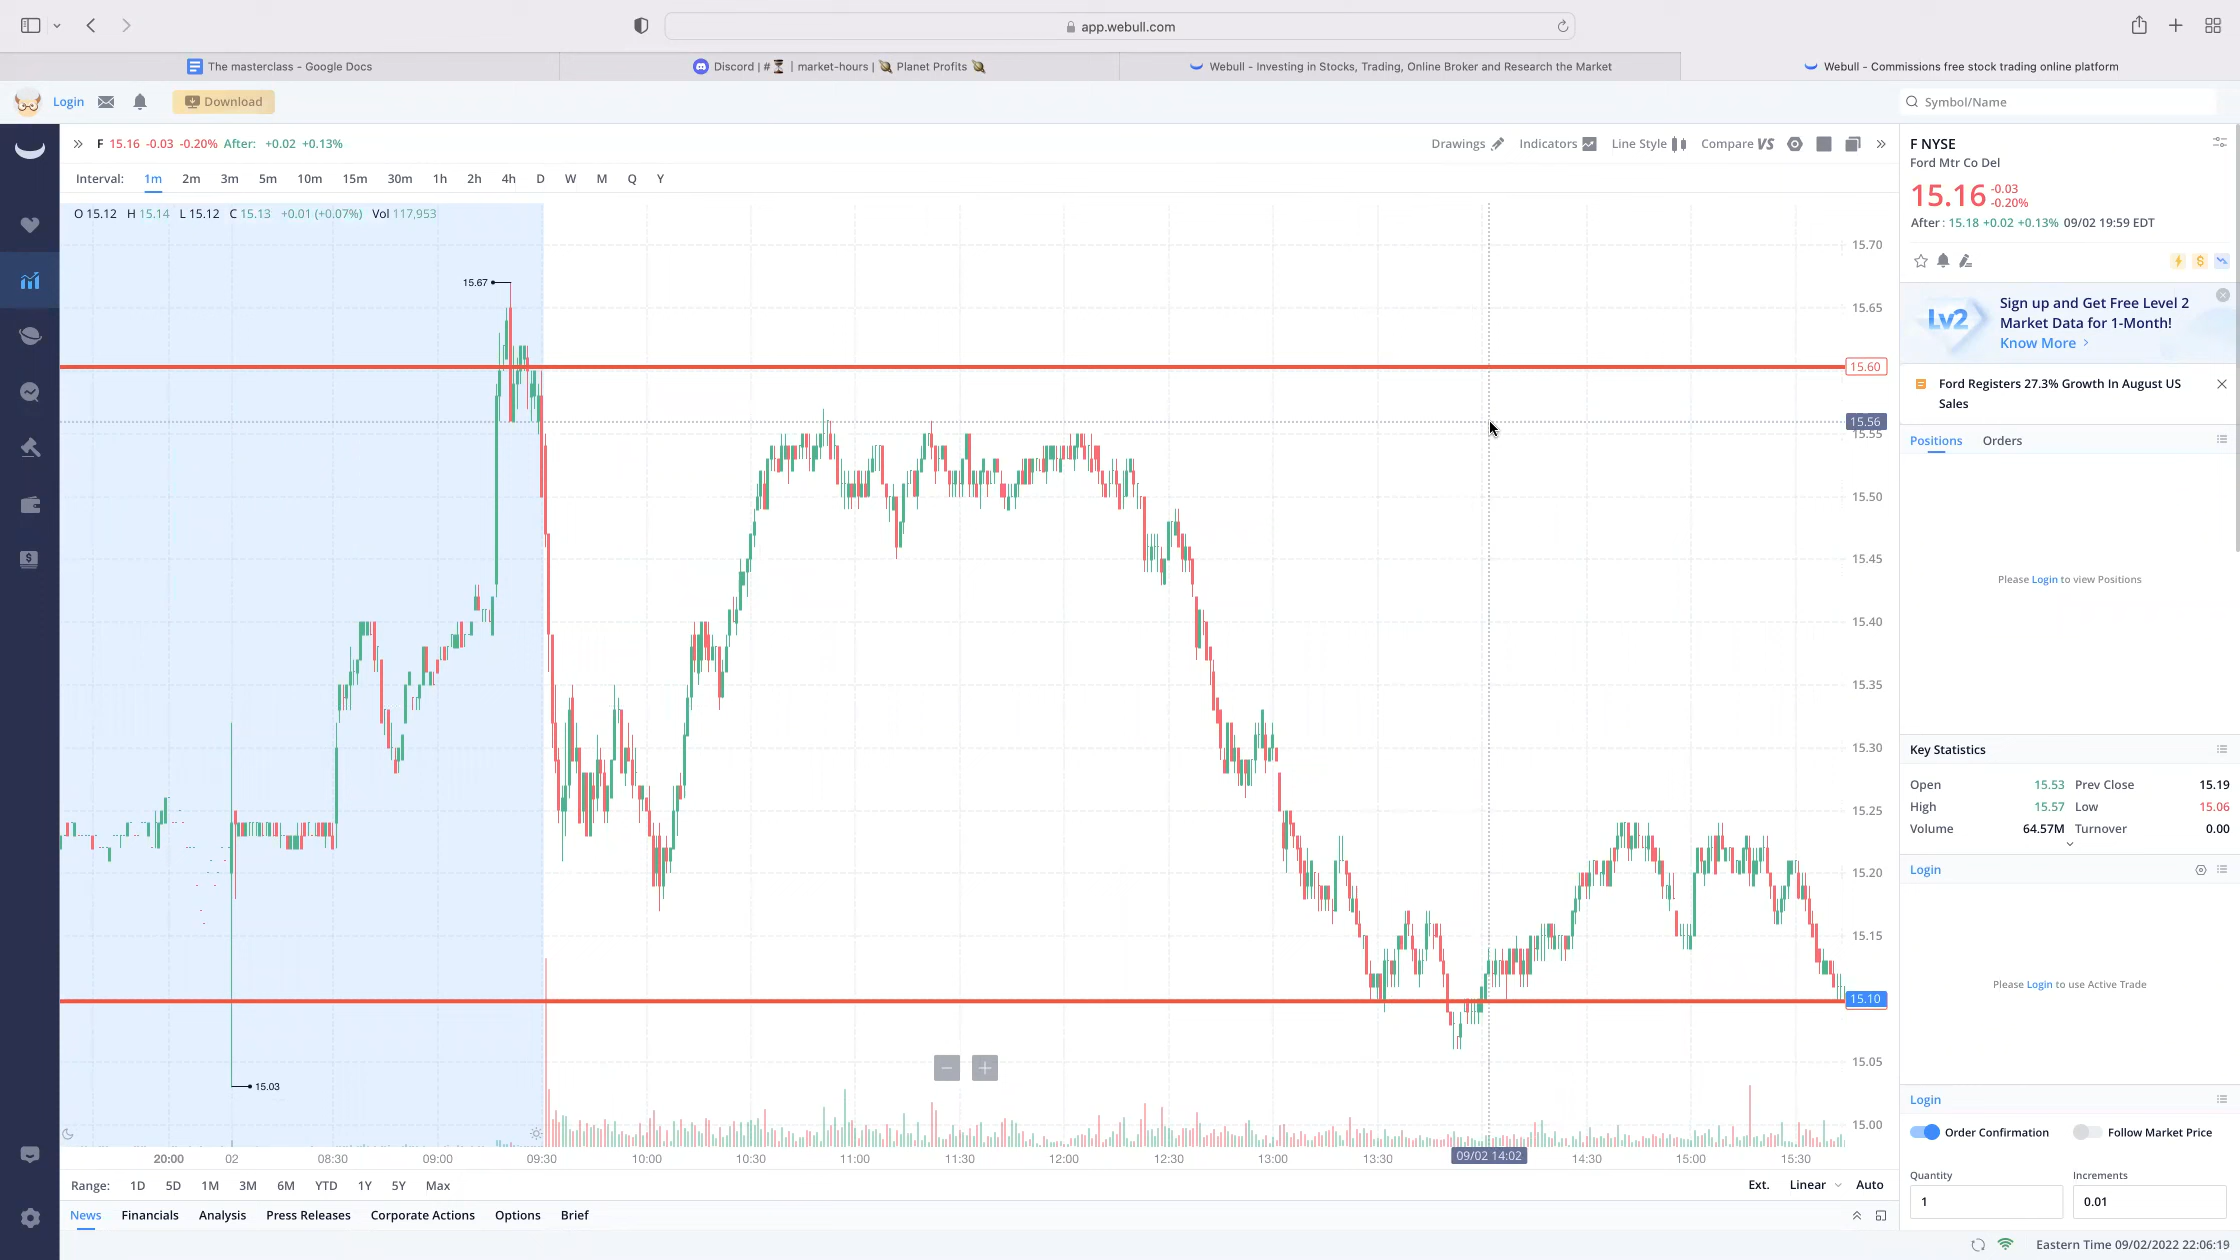 app.webull.com
The masterclass - Google Docs
Discord | #⏳ | market-hours | 🪐 Planet Profits 🪐
Webull - Investing in Stocks, Trading, Online Broker and Research the Market
Webull - Commissions free stock trading online platform
Login
Download
Symbol/Name
F 15.16 -0.03 -0.20% After: +0.02 +0.13%
Drawings
Indicators
Line Style
Compare VS
Interval: 1m 2m 3m 5m 10m 15m 30m 1h 2h 4h D W M Q Y
O 15.12 H 15.14 L 15.12 C 15.13 +0.01 (+0.07%) Vol 117,953
15.67
15.03
15.70
15.65
15.60
15.56
15.55
15.50
15.45
15.40
15.35
15.30
15.25
15.20
15.15
15.10
15.05
15.00
20:00 02 08:30 09:00 09:30 10:00 10:30 11:00 11:30 12:00 12:30 13:00 13:30 09/02 14:02 14:30 15:00 15:30
Range: 1D 5D 1M 3M 6M YTD 1Y 5Y Max
Ext. Linear Auto
News Financials Analysis Press Releases Corporate Actions Options Brief
F NYSE
Ford Mtr Co Del
15.16 -0.03
-0.20%
After : 15.18 +0.02 +0.13% 09/02 19:59 EDT
Lv2
Sign up and Get Free Level 2
Market Data for 1-Month!
Know More >
Ford Registers 27.3% Growth In August US
Sales
Positions Orders
Please Login to view Positions
Key Statistics
Open 15.53 Prev Close 15.19
High 15.57 Low 15.06
Volume 64.57M Turnover 0.00
Login
Please Login to use Active Trade
Login
Order Confirmation Follow Market Price
Quantity Increments
1 0.01
Eastern Time 09/02/2022 22:06:19